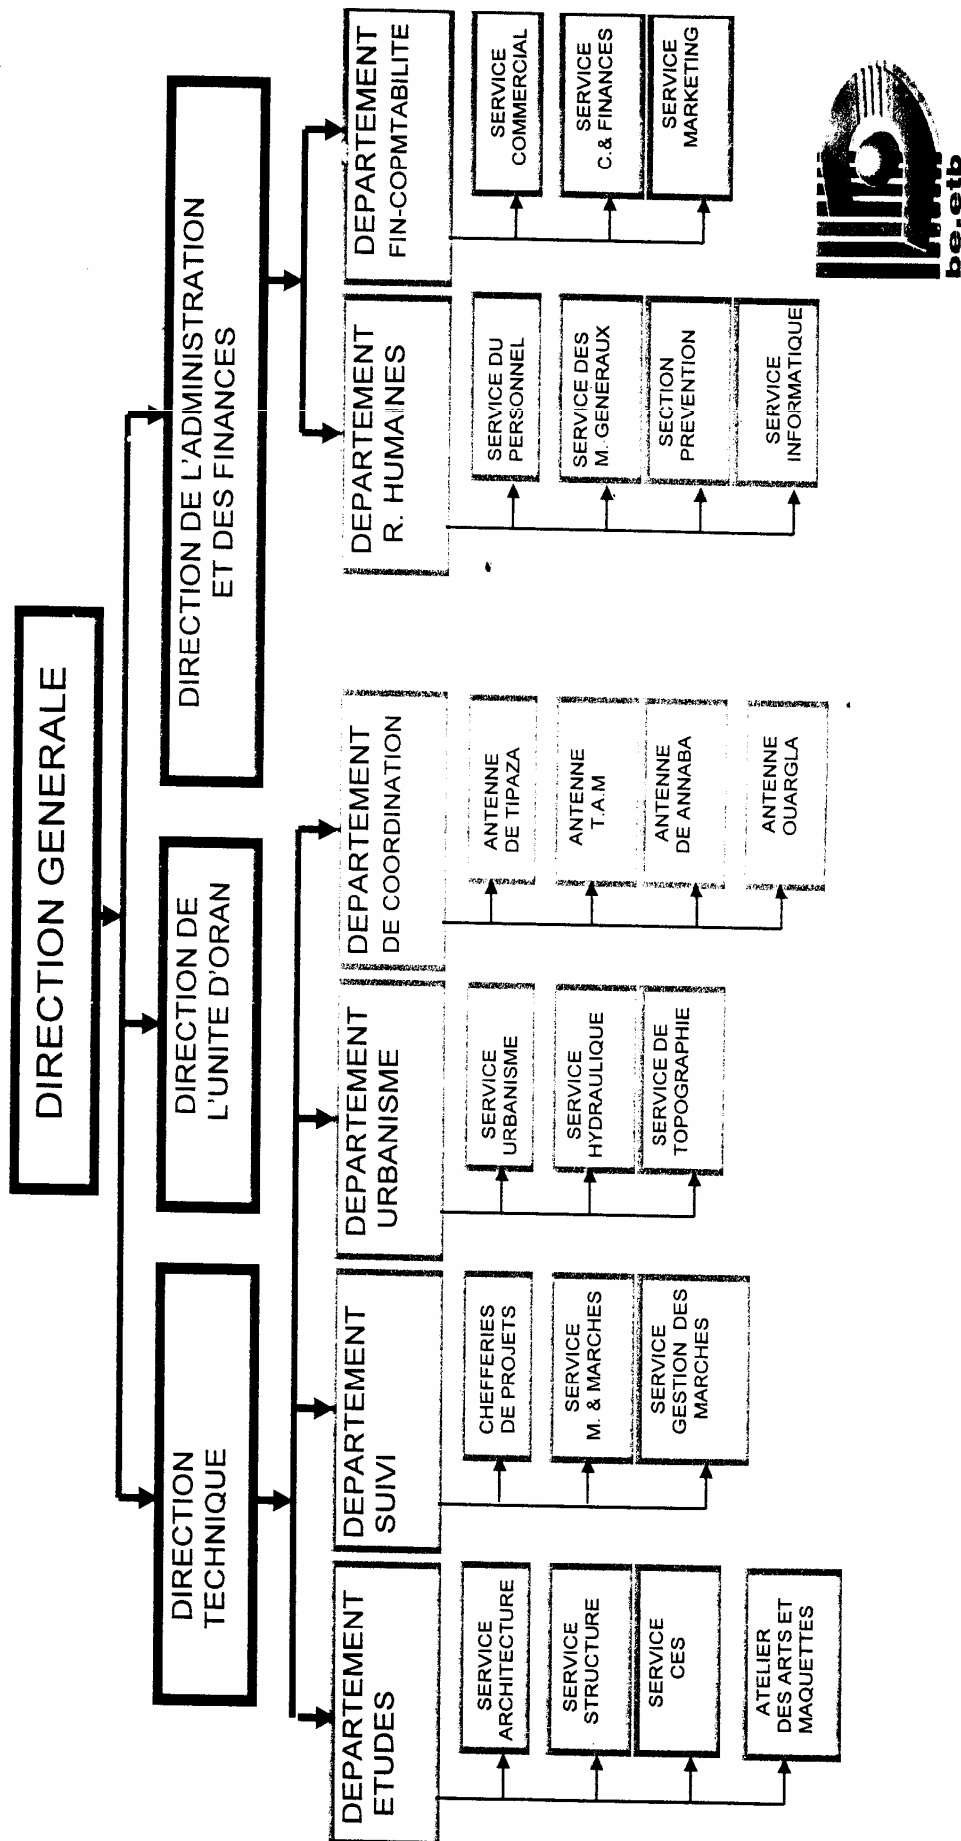 DIRECTION GENERALE
DIRECTION
TECHNIQUE
DIRECTION DE
L'UNITE D'ORAN
DIRECTION DE L'ADMINISTRATION
ET DES FINANCES
DEPARTEMENT
ETUDES
DEPARTEMENT
SUIVI
DEPARTEMENT
URBANISME
DEPARTEMENT
DE COORDINATION
DEPARTEMENT
R. HUMAINES
DEPARTEMENT
FIN-COPMTABILITE
SERVICE
ARCHITECTURE
SERVICE
STRUCTURE
SERVICE
CES
ATELIER
DES ARTS ET
MAQUETTES
CHEFFERIES
DE PROJETS
SERVICE
M. & MARCHES
SERVICE
GESTION DES
MARCHES
SERVICE
URBANISME
SERVICE
HYDRAULIQUE
SERVICE DE
TOPOGRAPHIE
ANTENNE
DE TIPAZA
ANTENNE
T.A.M
ANTENNE
DE ANNABA
ANTENNE
OUARGLA
SERVICE DU
PERSONNEL
SERVICE DES
M. GENERAUX
SECTION
PREVENTION
SERVICE
INFORMATIQUE
SERVICE
COMMERCIAL
SERVICE
C.& FINANCES
SERVICE
MARKETING
be.etb